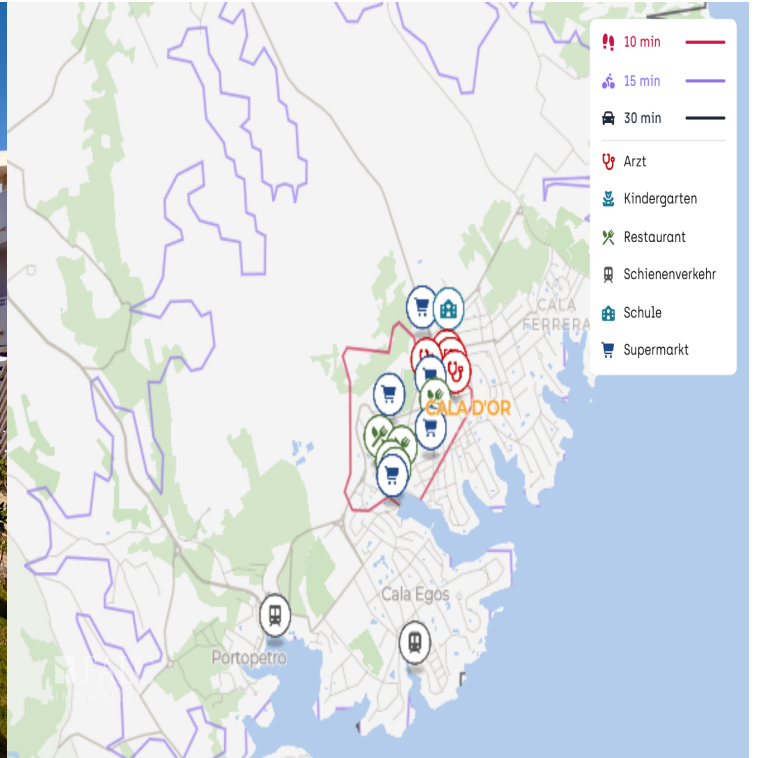 10 min
15 min
30 min
Arzt
Kindergarten
Restaurant
Schienenverkehr
Schule
Supermarkt
CALA
FERRERA
CALA D'OR
Cala Egos
Portopetro